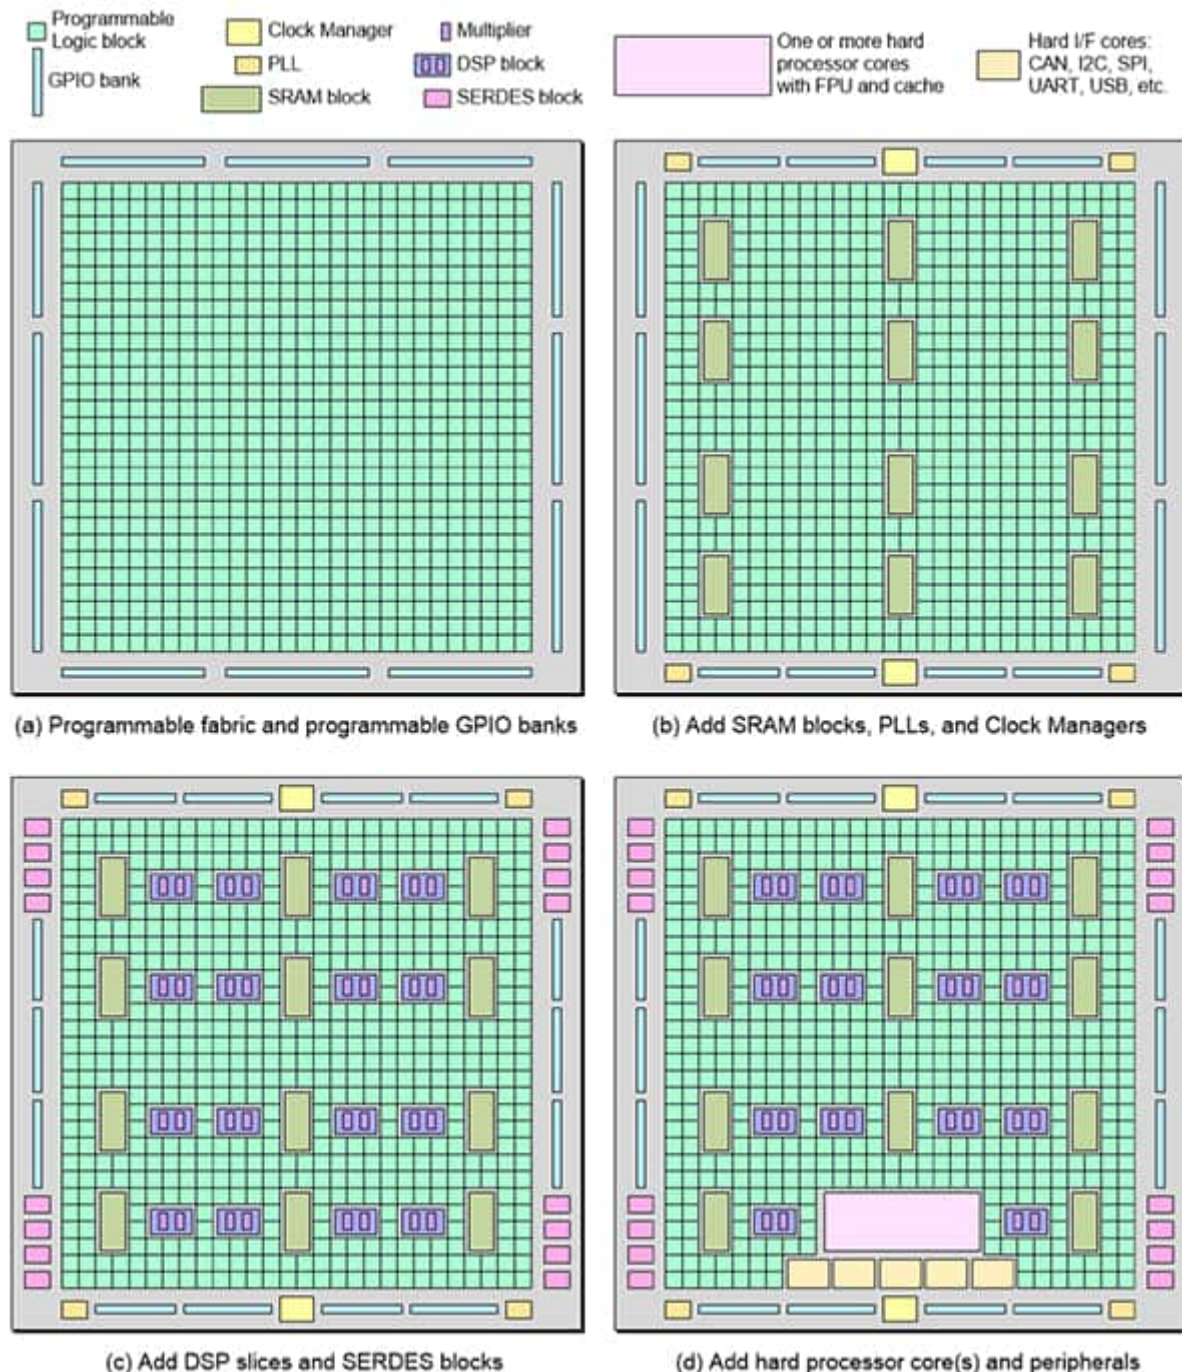 Programmable
Logic block
GPIO bank
Clock Manager
PLL
SRAM block
Multiplier
DSP block
SERDES block
One or more hard
processor cores
with FPU and cache
Hard I/F cores:
CAN, I2C, SPI,
UART, USB, etc.
(a) Programmable fabric and programmable GPIO banks
(b) Add SRAM blocks, PLLs, and Clock Managers
(c) Add DSP slices and SERDES blocks
(d) Add hard processor core(s) and peripherals